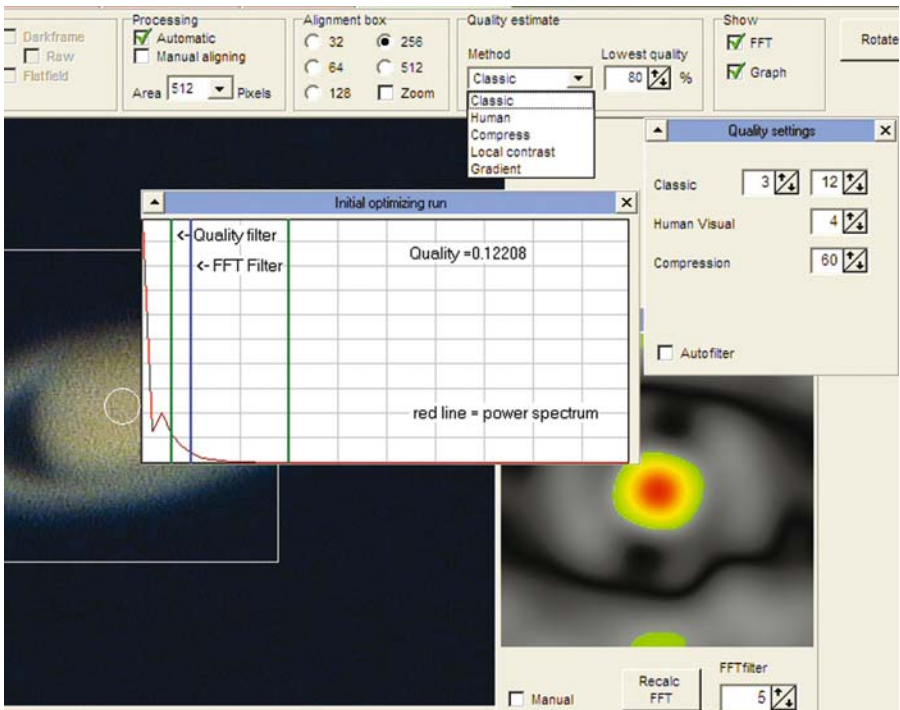 Darkframe
Raw
Flatfield
Processing
Automatic
Manual aligning
Area 512 Pixels
Alignment box
32
64
128
256
512
Zoom
Quality estimate
Method
Classic
Lowest quality
80 %
Classic
Human
Compress
Local contrast
Gradient
Show
FFT
Graph
Rotate
Quality settings
Classic 3 12
Human Visual 4
Compression 60
Autofilter
Initial optimizing run
<- Quality filter
<- FFT Filter
Quality =0.12208
red line = power spectrum
Manual
Recalc
FFT
FFTfilter
5